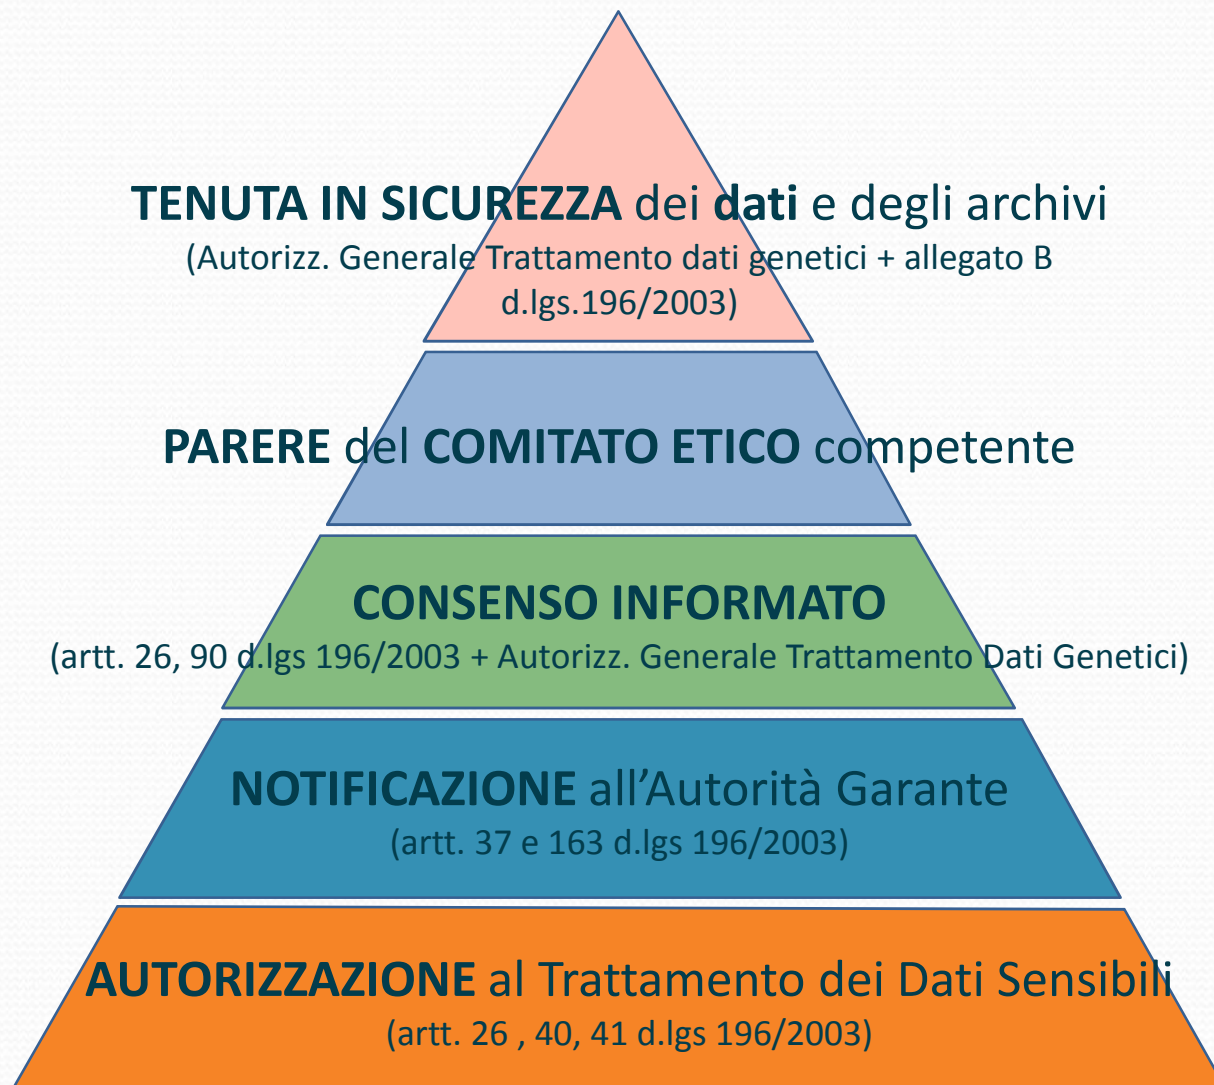 TENUTA IN SICUREZZA dei dati e degli archivi
(Autorizz. Generale Trattamento dati genetici + allegato B
d.lgs.196/2003)
PARERE del COMITATO ETICO competente
CONSENSO INFORMATO
(artt. 26, 90 d.lgs 196/2003 + Autorizz. Generale Trattamento Dati Genetici)
NOTIFICAZIONE all’Autorità Garante
(artt. 37 e 163 d.lgs 196/2003)
AUTORIZZAZIONE al Trattamento dei Dati Sensibili
(artt. 26 , 40, 41 d.lgs 196/2003)